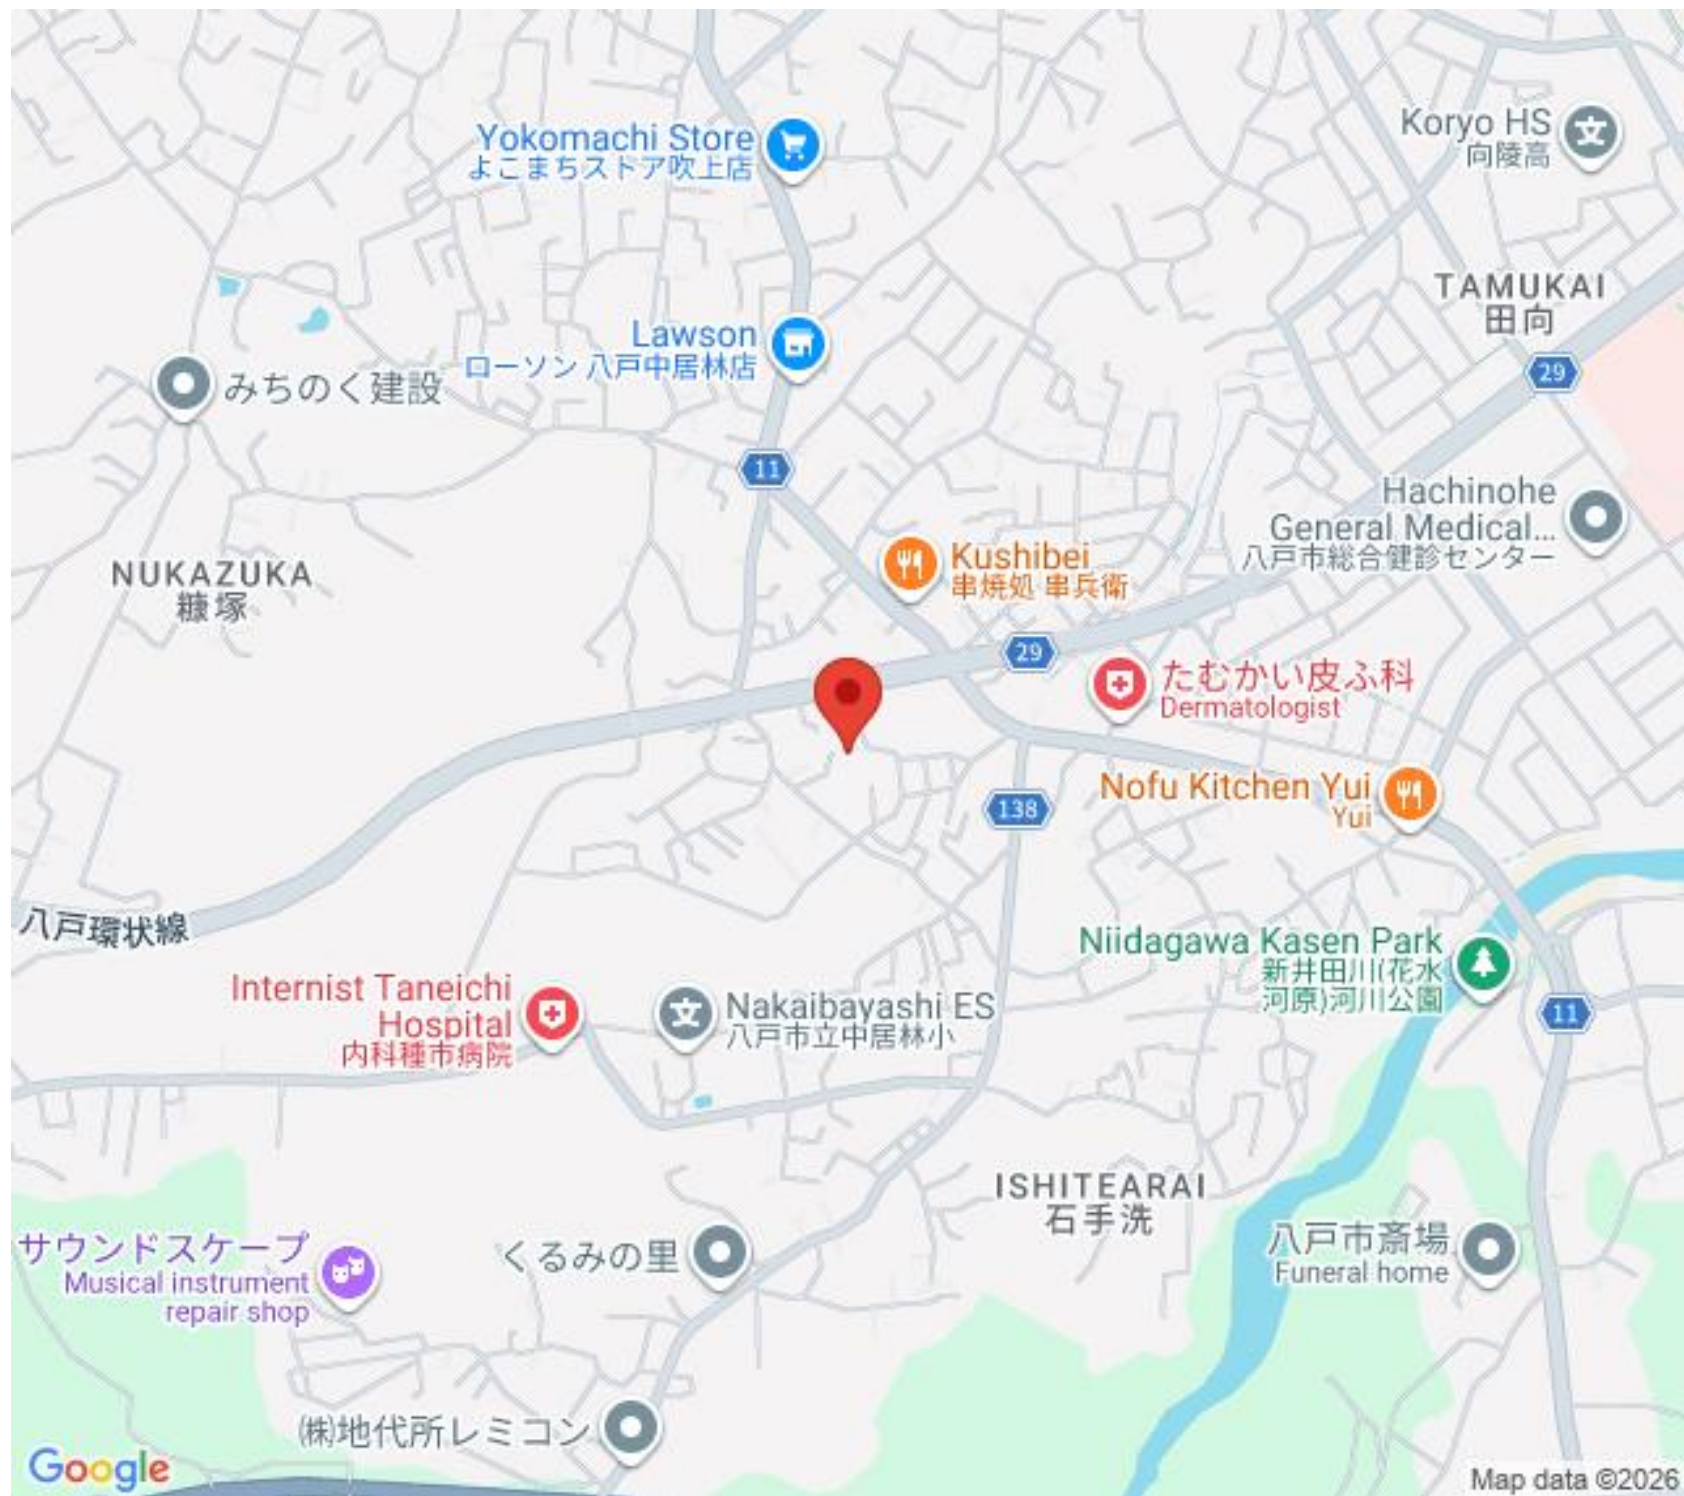 Yokomachi Store
よこまちストア吹上店
Koryo HS
向陵高
TAMUKAI
田向
29
Lawson
ローソン 八戸中居林店
みちのく建設
11
Hachinohe
General Medical...
八戸市総合健診センター
NUKAZUKA
糠塚
Kushibei
串焼処 串兵衛
29
たむかい皮ふ科
Dermatologist
138
Nofu Kitchen Yui
Yui
八戸環状線
Niidagawa Kasen Park
新井田川(花水
河原)河川公園
Internist Taneichi
Hospital
内科種市病院
Nakaibayashi ES
八戸市立中居林小
11
ISHITEARAI
石手洗
サウンドスケープ
Musical instrument
repair shop
くるみの里
八戸市斎場
Funeral home
㈱地代所レミコン
Google
Map data ©2026